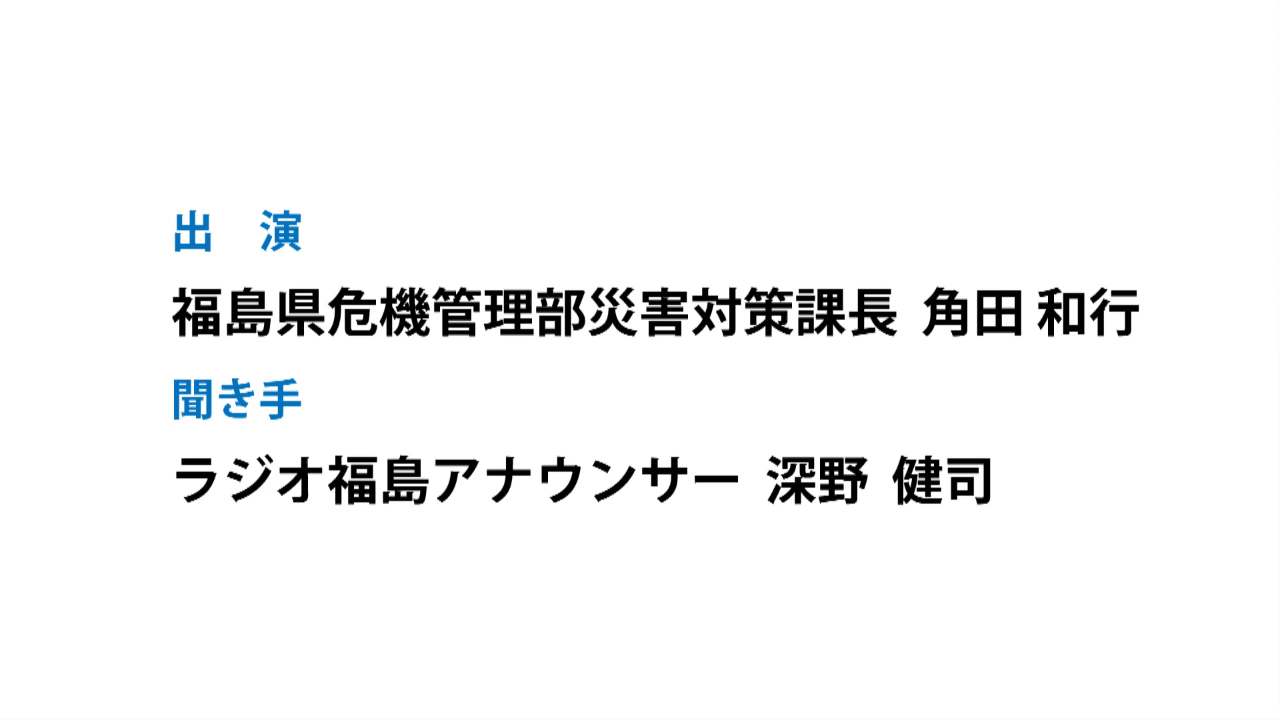 出　演
福島県危機管理部災害対策課長 角田 和行
聞き手
ラジオ福島アナウンサー 深野 健司